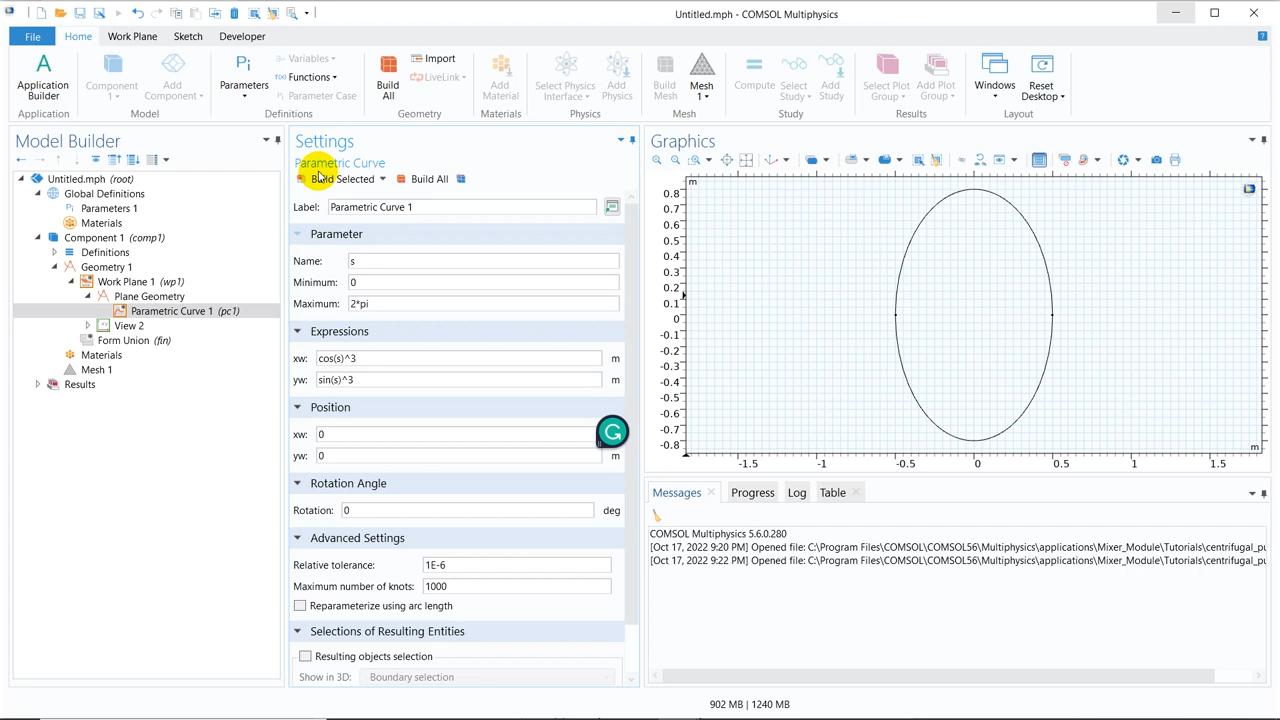 Untitled.mph - COMSOL Multiphysics
File Home Work Plane Sketch Developer
Application Builder
Component 1
Add Component
Parameters
Variables
Functions
Parameter Case
Build All
Import
LiveLink
Add Material
Select Physics Interface
Add Physics
Build Mesh
Mesh 1
Compute
Select Study
Add Study
Select Plot Group
Add Plot Group
Windows
Reset Desktop
Application Model Definitions Geometry Materials Physics Mesh Study Results Layout
Model Builder
Untitled.mph (root)
Global Definitions
Parameters 1
Materials
Component 1 (comp1)
Definitions
Geometry 1
Work Plane 1 (wp1)
Plane Geometry
Parametric Curve 1 (pc1)
View 2
Form Union (fin)
Materials
Mesh 1
Results
Settings
Parametric Curve
Build Selected Build All
Label: Parametric Curve 1
Parameter
Name: s
Minimum: 0
Maximum: 2*pi
Expressions
xw: cos(s)^3 m
yw: sin(s)^3 m
Position
xw: 0
yw: 0 m
Rotation Angle
Rotation: 0 deg
Advanced Settings
Relative tolerance: 1E-6
Maximum number of knots: 1000
Reparameterize using arc length
Selections of Resulting Entities
Resulting objects selection
Show in 3D: Boundary selection
Graphics
m
0.8
0.7
0.6
0.5
0.4
0.3
0.2
0.1
0
-0.1
-0.2
-0.3
-0.4
-0.5
-0.6
-0.7
-0.8
m
-1.5 -1 -0.5 0 0.5 1 1.5
Messages Progress Log Table
COMSOL Multiphysics 5.6.0.280
[Oct 17, 2022 9:20 PM] Opened file: C:\Program Files\COMSOL\COMSOL56\Multiphysics\applications\Mixer_Module\Tutorials\centrifugal_pu
[Oct 17, 2022 9:22 PM] Opened file: C:\Program Files\COMSOL\COMSOL56\Multiphysics\applications\Mixer_Module\Tutorials\centrifugal_pu
902 MB | 1240 MB